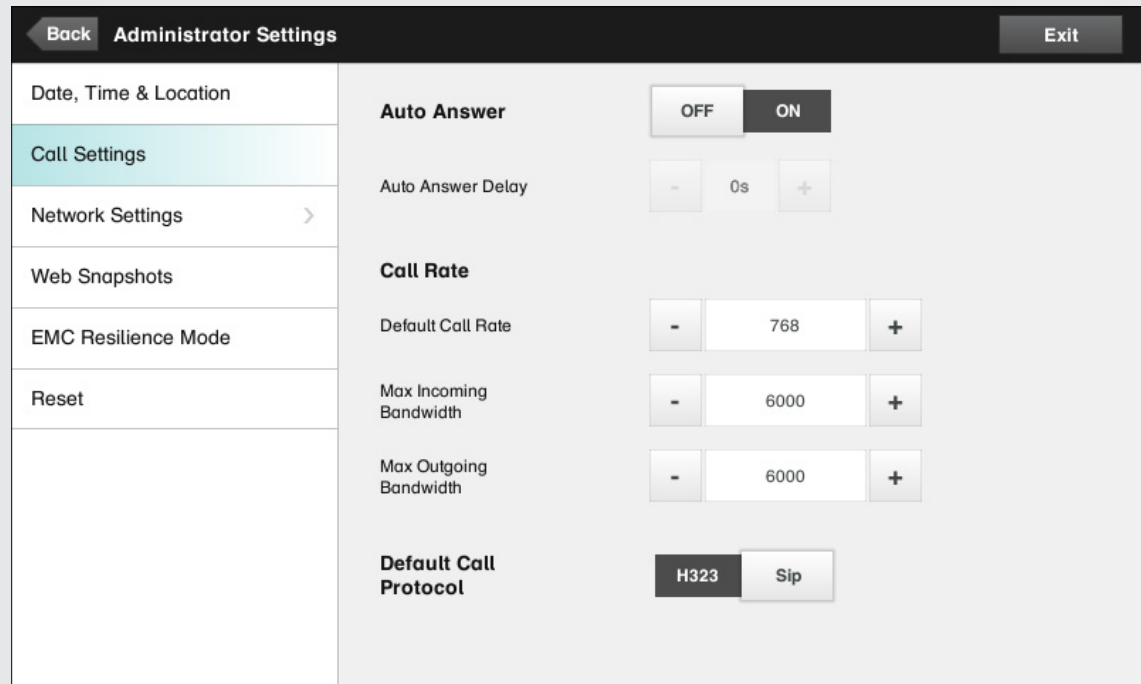 Back Administrator Settings Exit
Date, Time & Location
Call Settings
Network Settings
Web Snapshots
EMC Resilience Mode
Reset
Auto Answer OFF ON
Auto Answer Delay - 0s +
Call Rate
Default Call Rate - 768 +
Max Incoming
Bandwidth - 6000 +
Max Outgoing
Bandwidth - 6000 +
Default Call
Protocol H323 Sip